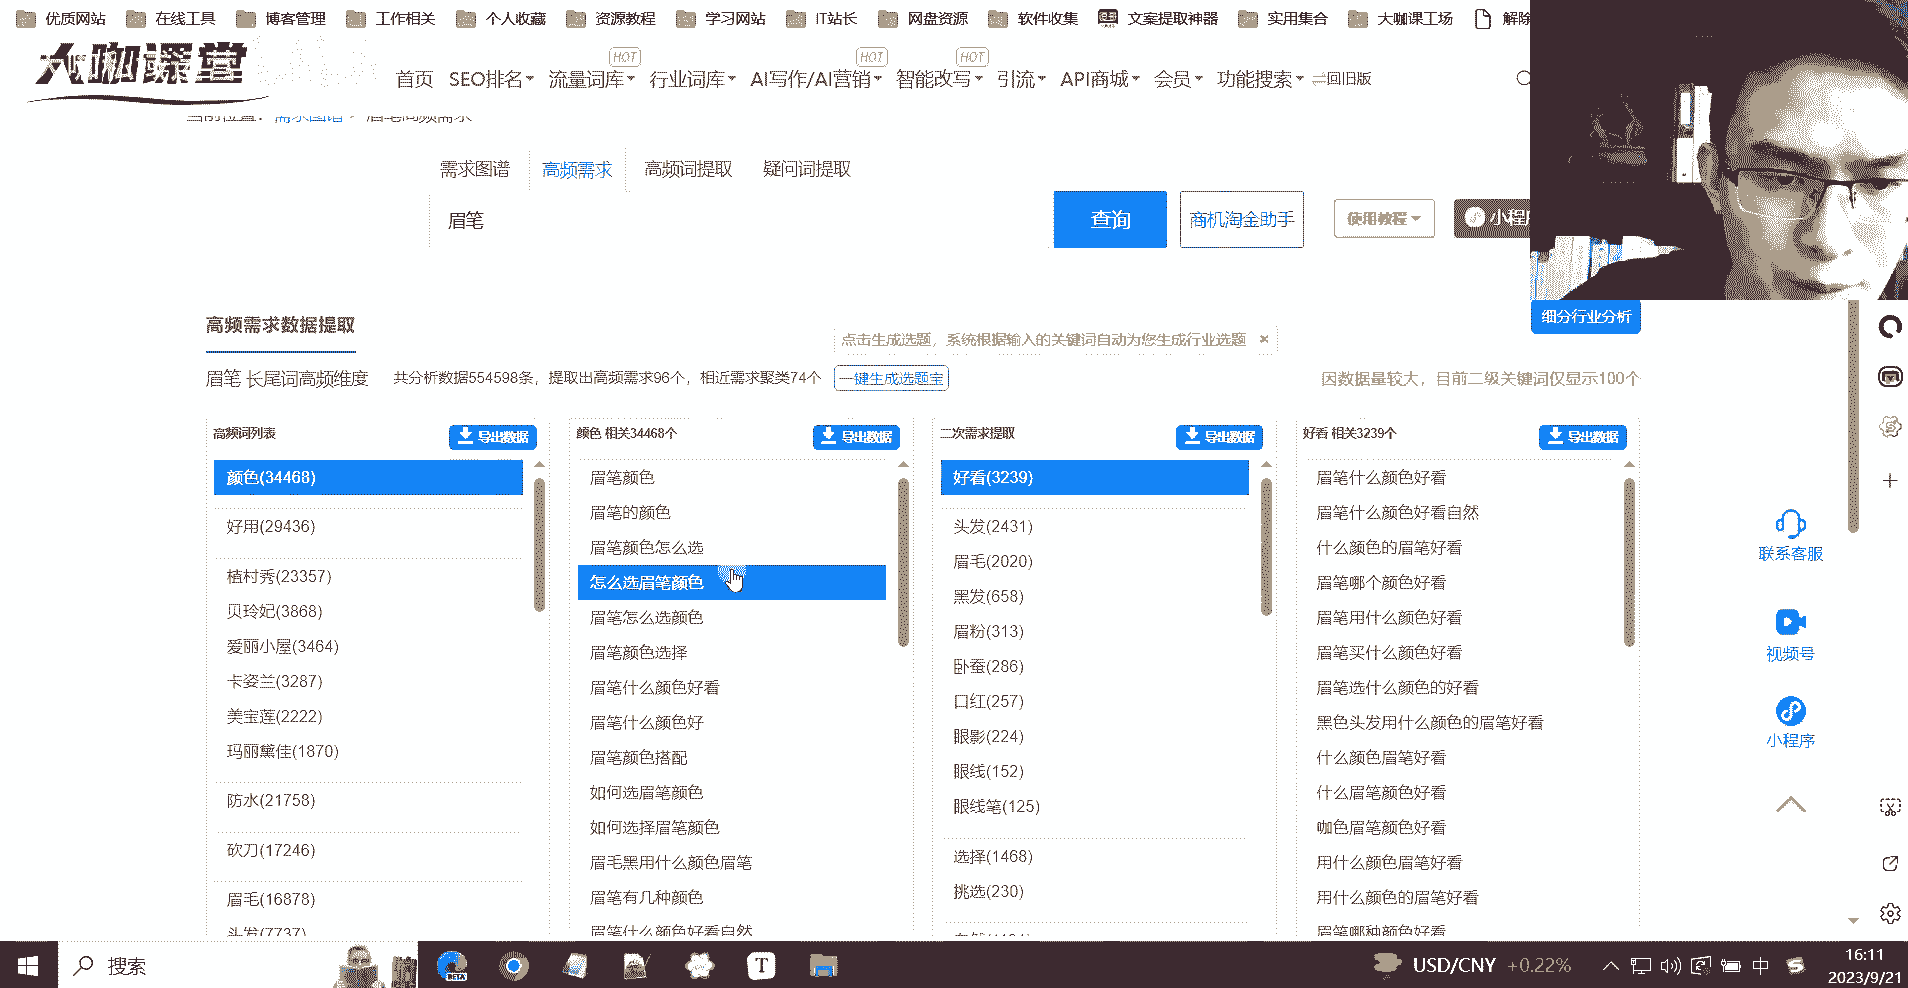 优质网站 在线工具 博客管理 工作相关 个人收藏 资源教程 学习网站 IT站长 网盘资源 软件收集 文案提取神器 实用集合 大咖课工场 解除
大咖课堂
HOT HOT HOT
首页 SEO排名 流量词库 行业词库 AI写作/AI营销 智能改写 引流 API商城 会员 功能搜索 回旧版
当前位置: 需求图谱 > 眉笔高频需求
需求图谱 高频需求 高频词提取 疑问词提取
眉笔 查询 商机淘金助手 使用教程 小程
细分行业分析
高频需求数据提取
点击生成选题，系统根据输入的关键词自动为您生成行业选题 ×
眉笔 长尾词高频维度 共分析数据554598条，提取出高频需求96个，相近需求聚类74个 一键生成选题宝 因数据量较大，目前二级关键词仅显示100个
高频词列表 导出数据
颜色(34468)
好用(29436)
植村秀(23357)
贝玲妃(3868)
爱丽小屋(3464)
卡姿兰(3287)
美宝莲(2222)
玛丽黛佳(1870)
防水(21758)
砍刀(17246)
眉毛(16878)
头发(7737)
颜色 相关34468个 导出数据
眉笔颜色
眉笔的颜色
眉笔颜色怎么选
怎么选眉笔颜色
眉笔怎么选颜色
眉笔颜色选择
眉笔什么颜色好看
眉笔什么颜色好
眉笔颜色搭配
如何选眉笔颜色
如何选择眉笔颜色
眉毛黑用什么颜色眉笔
眉笔有几种颜色
眉笔什么颜色好看自然
二次需求提取 导出数据
好看(3239)
头发(2431)
眉毛(2020)
黑发(658)
眉粉(313)
卧蚕(286)
口红(257)
眼影(224)
眼线(152)
眼线笔(125)
选择(1468)
挑选(230)
好看 相关3239个 导出数据
眉笔什么颜色好看
眉笔什么颜色好看自然
什么颜色的眉笔好看
眉笔哪个颜色好看
眉笔用什么颜色好看
眉笔买什么颜色好看
眉笔选什么颜色的好看
黑色头发用什么颜色的眉笔好看
什么颜色眉笔好看
什么眉笔颜色好看
咖色眉笔颜色好看
用什么颜色眉笔好看
用什么颜色的眉笔好看
眉笔哪种颜色好看
联系客服
视频号
小程序
搜索 BETA T USD/CNY +0.22% 中 16:11
2023/9/21